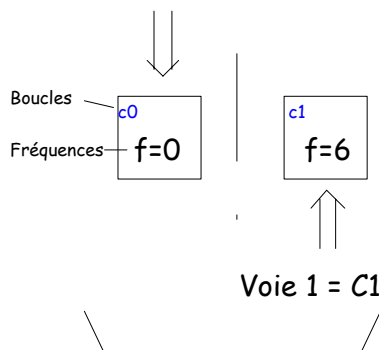 Boucles
c0
c1
Fréquences
f=0
f=6
Voie 1 = C1